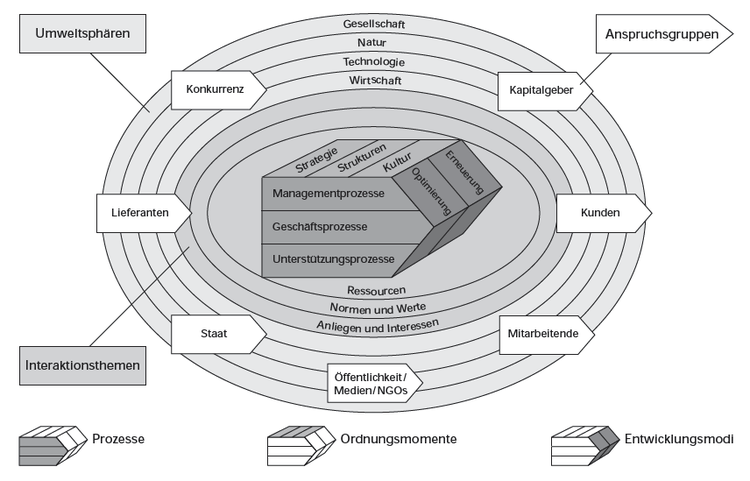 Umweltsphären
Gesellschaft
Natur
Technologie
Wirtschaft
Anspruchsgruppen
Konkurrenz
Kapitalgeber
Strategie
Strukturen
Kultur
Optimierung
Erneuerung
Managementprozesse
Geschäftsprozesse
Unterstützungsprozesse
Lieferanten
Kunden
Ressourcen
Normen und Werte
Anliegen und Interessen
Staat
Mitarbeitende
Interaktionsthemen
Öffentlichkeit/
Medien/NGOs
Prozesse
Ordnungsmomente
Entwicklungsmodi